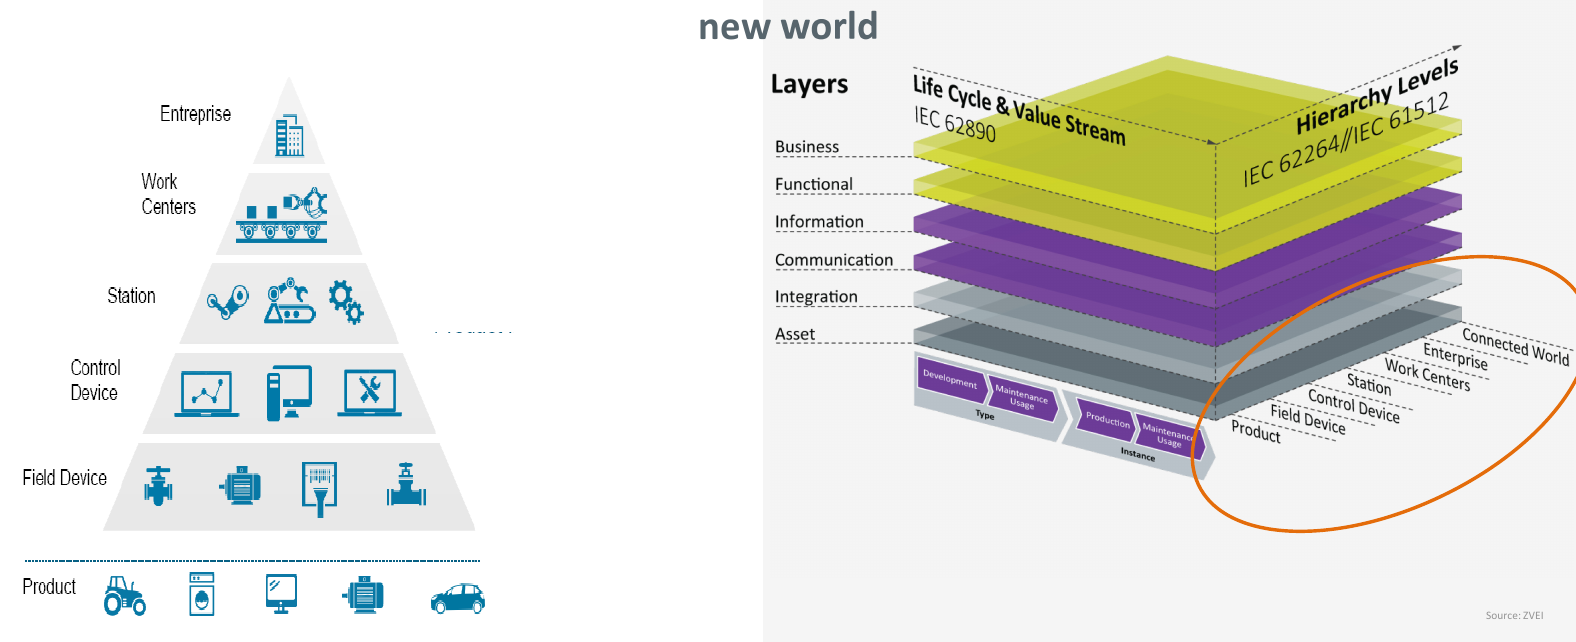 new world
Entreprise
Work
Centers
Station
Control
Device
Field Device
Product
Layers
Life Cycle & Value Stream
IEC 62890
Hierarchy Levels
IEC 62264//IEC 61512
Business
Functional
Information
Communication
Integration
Asset
Development
Maintenance
Usage
Type
Production
Maintenance
Usage
Instance
Connected World
Enterprise
Work Centers
Station
Control Device
Field Device
Product
Source: ZVEI